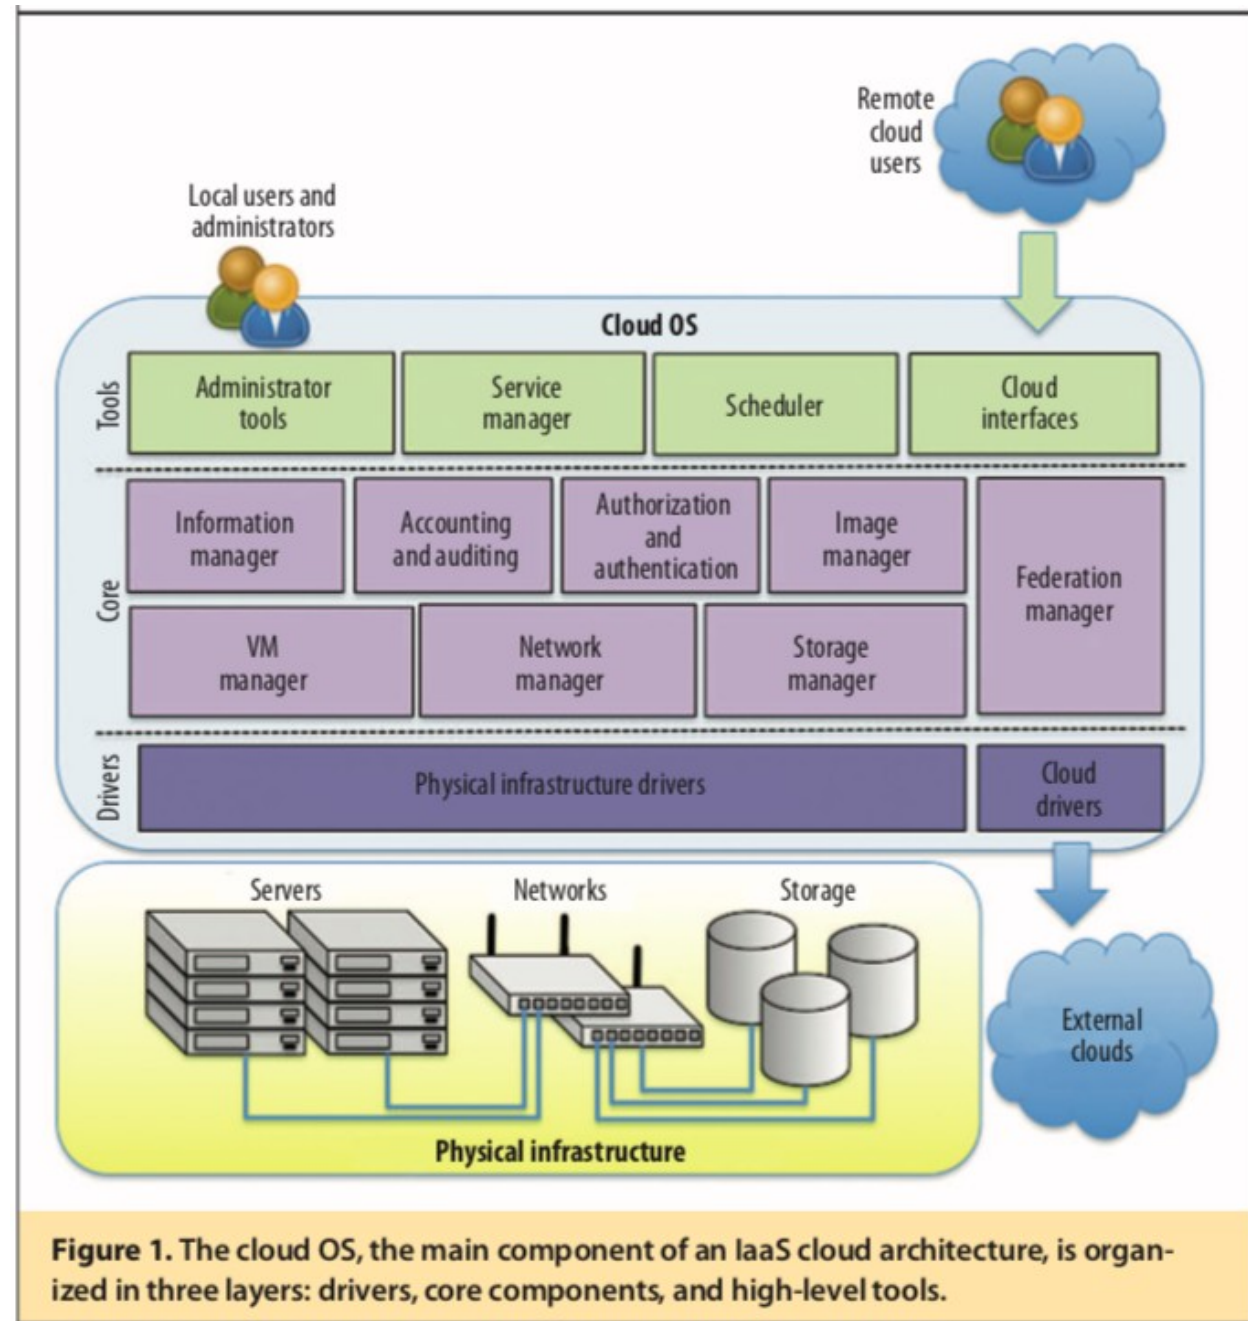 Remote
cloud
users
Local users and
administrators
Cloud OS
Tools
Administrator
tools
Service
manager
Scheduler
Cloud
interfaces
Core
Information
manager
Accounting
and auditing
Authorization
and
authentication
Image
manager
Federation
manager
VM
manager
Network
manager
Storage
manager
Drivers
Physical infrastructure drivers
Cloud
drivers
Servers
Networks
Storage
External
clouds
Physical infrastructure
Figure 1. The cloud OS, the main component of an IaaS cloud architecture, is organ-
ized in three layers: drivers, core components, and high-level tools.